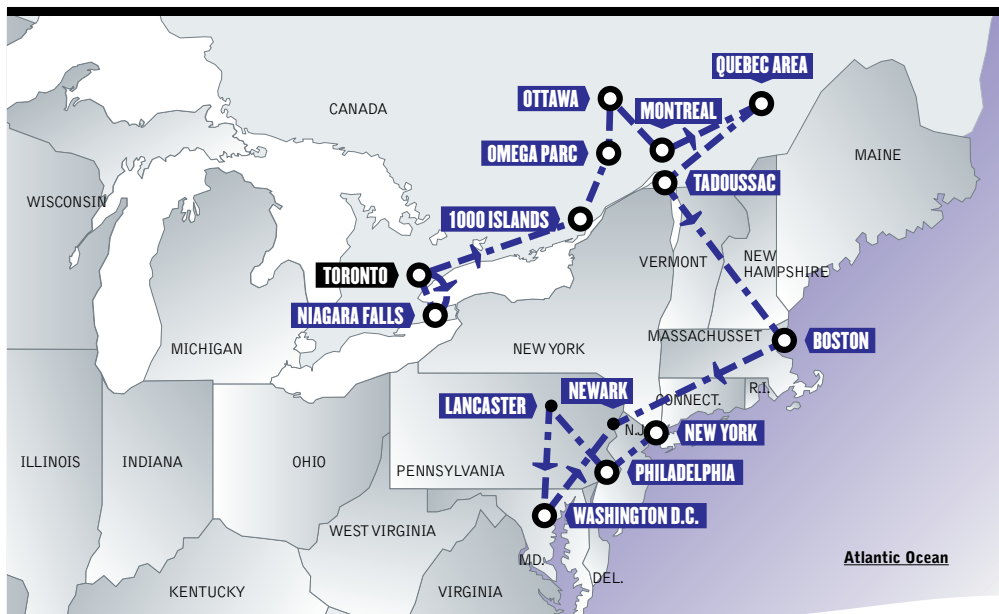 QUEBEC AREA
OTTAWA
MONTREAL
CANADA
OMEGA PARC
MAINE
TADOUSSAC
WISCONSIN
1000 ISLANDS
VERMONT
NEW
HAMPSHIRE
TORONTO
NIAGARA FALLS
MASSACHUSSET
BOSTON
MICHIGAN
NEW YORK
R.I.
NEWARK
CONNECT.
LANCASTER
N.J.
NEW YORK
ILLINOIS
INDIANA
OHIO
PENNSYLVANIA
PHILADELPHIA
WASHINGTON D.C.
WEST VIRGINIA
MD.
Atlantic Ocean
DEL.
KENTUCKY
VIRGINIA